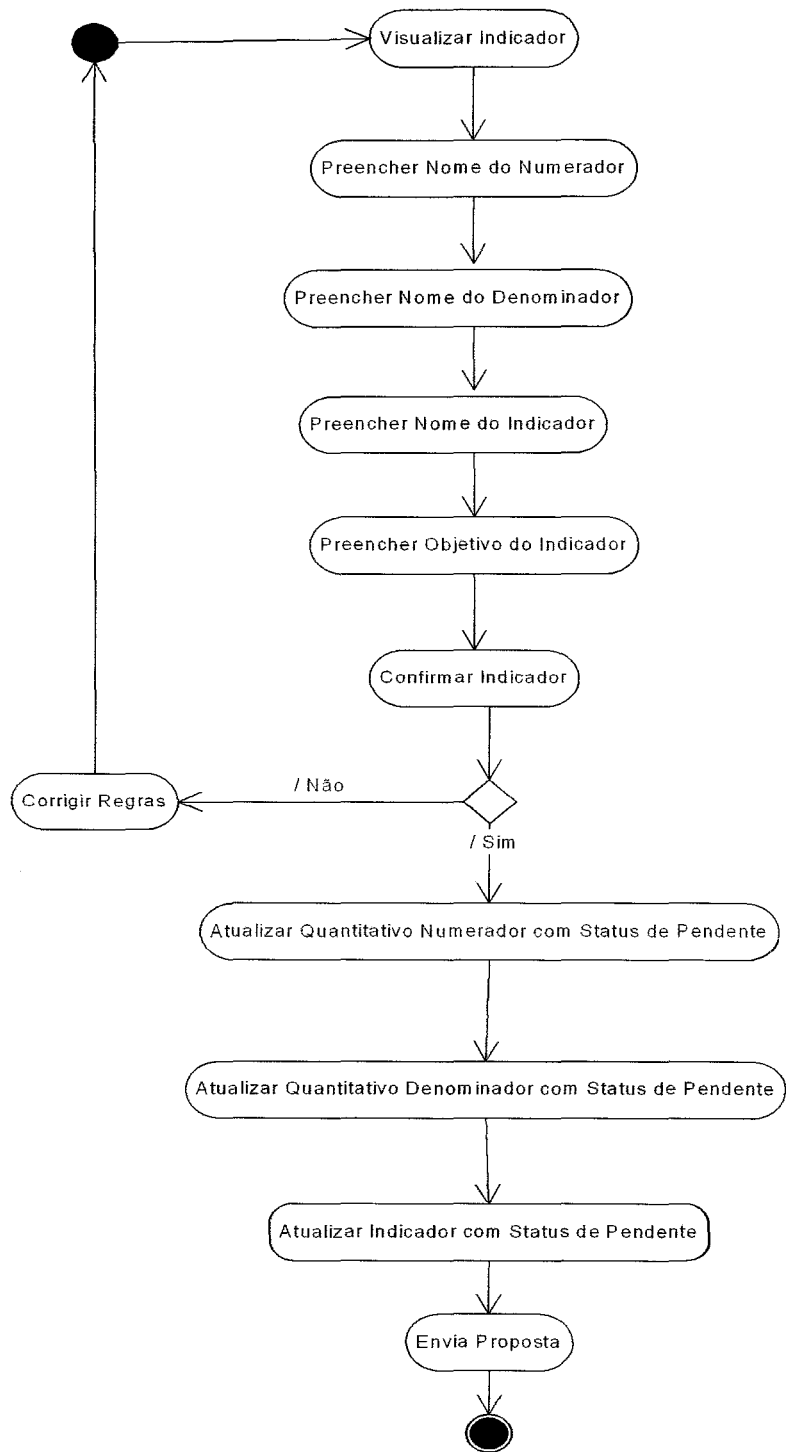 Visualizar Indicador
Preencher Nome do Numerador
Preencher Nome do Denominador
Preencher Nome do Indicador
Preencher Objetivo do Indicador
Confirmar Indicador
/ Não
Corrigir Regras
/ Sim
Atualizar Quantitativo Numerador com Status de Pendente
Atualizar Quantitativo Denominador com Status de Pendente
Atualizar Indicador com Status de Pendente
Envia Proposta